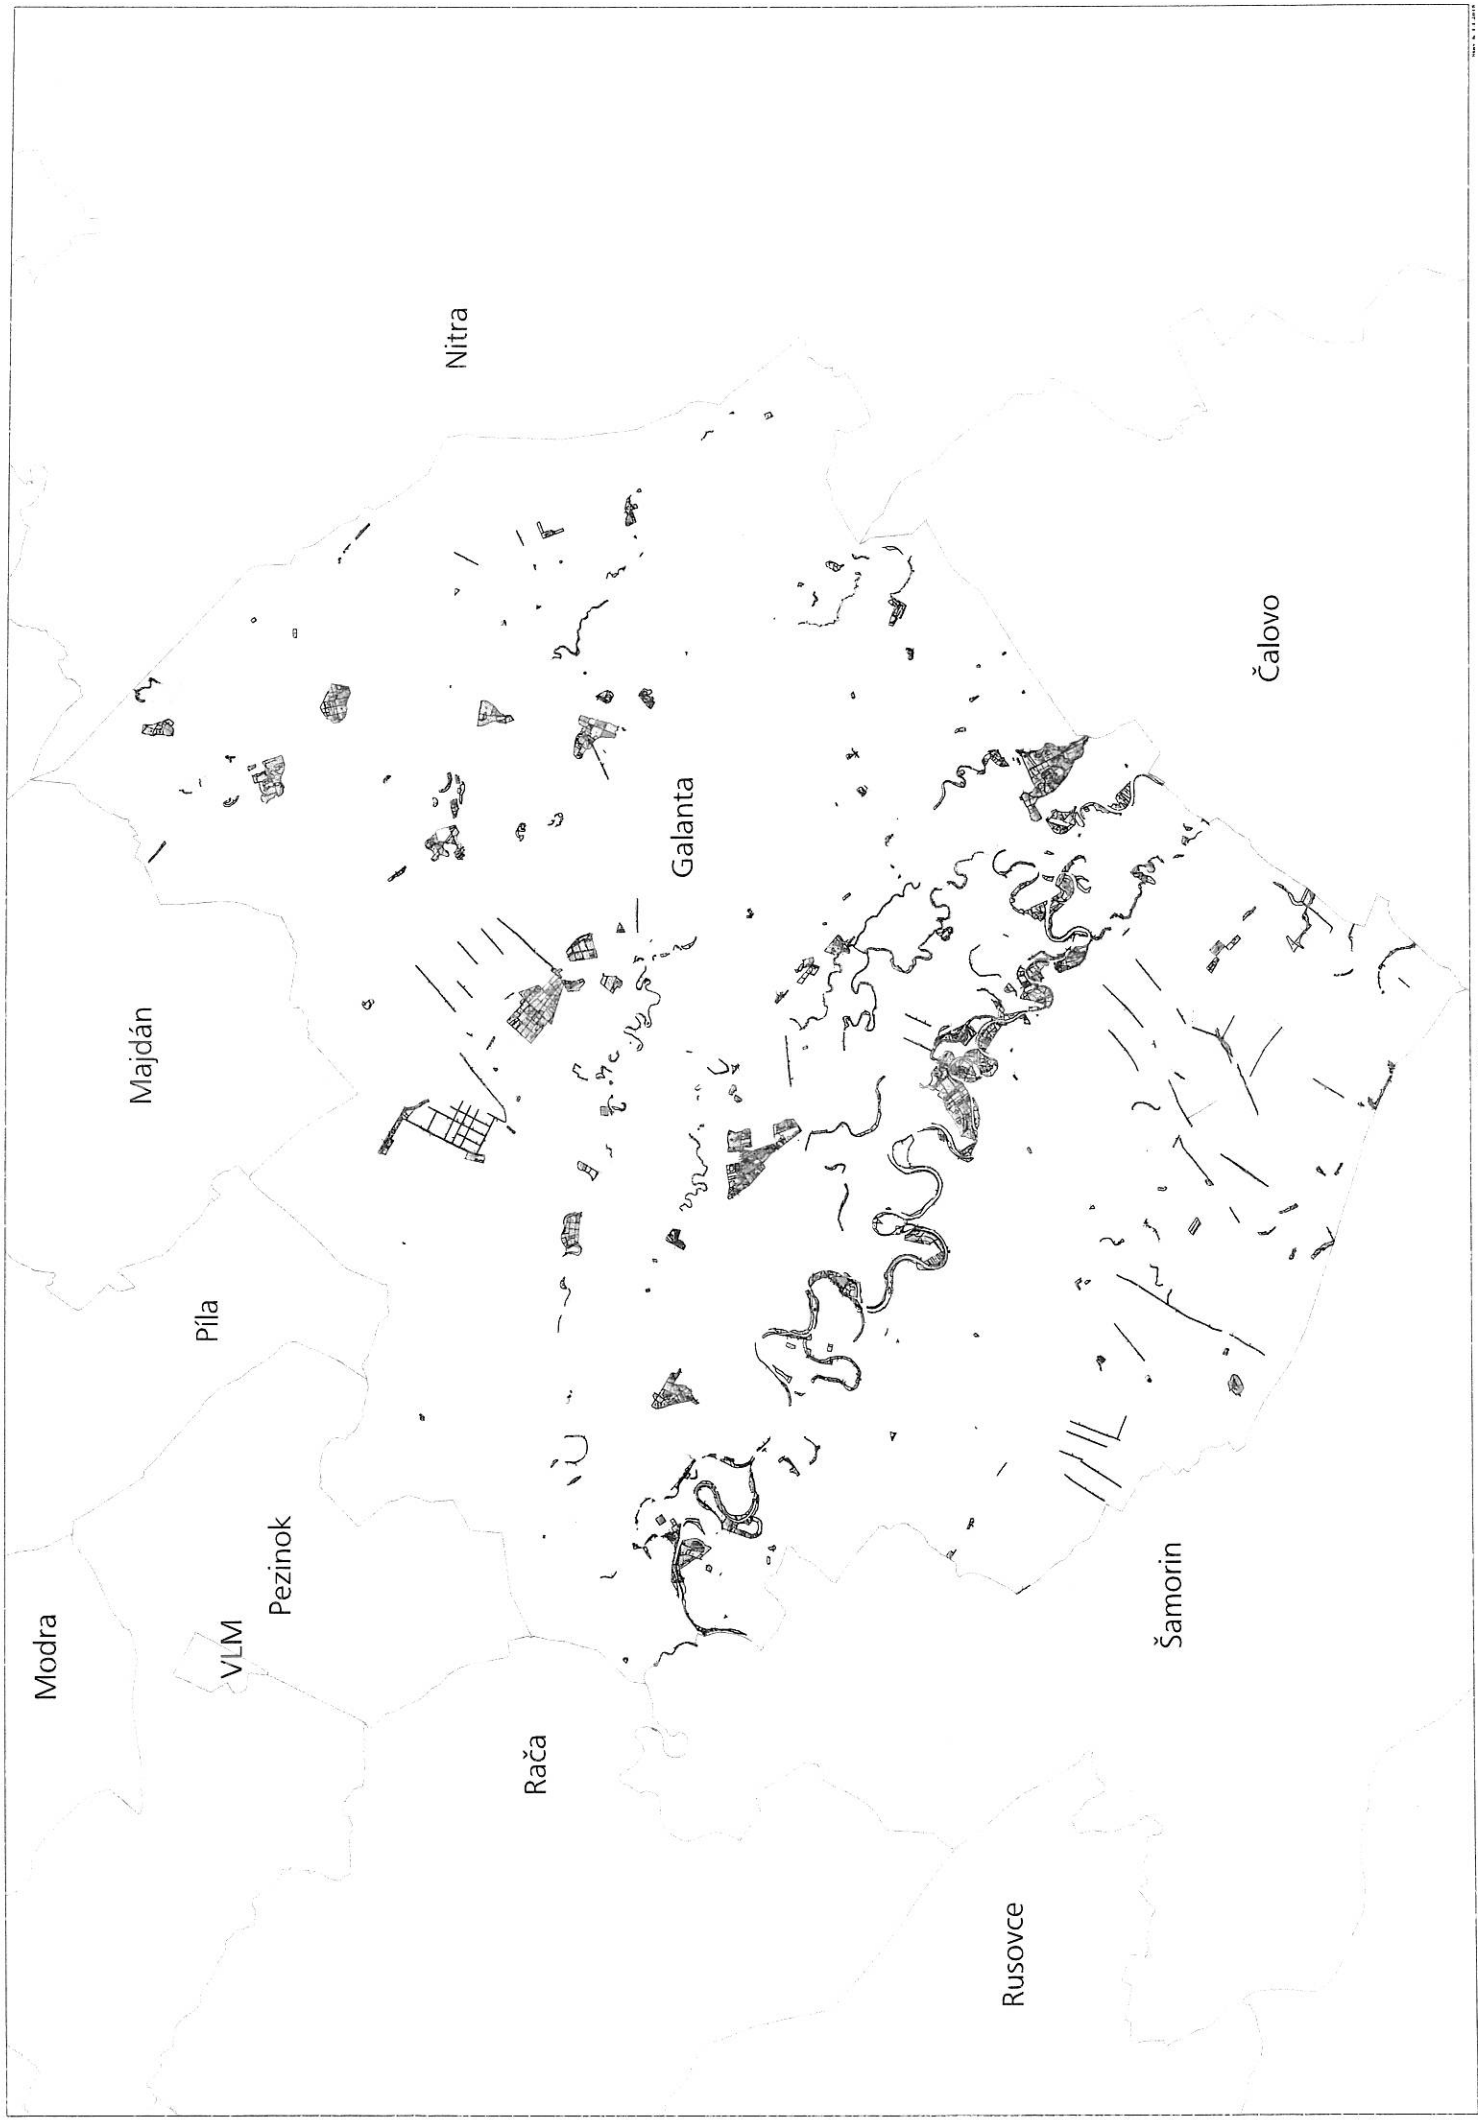 Modra
VLM
Pezinok
Píla
Majdán
Nitra
Rača
Galanta
Rusovce
Šamorin
Čalovo